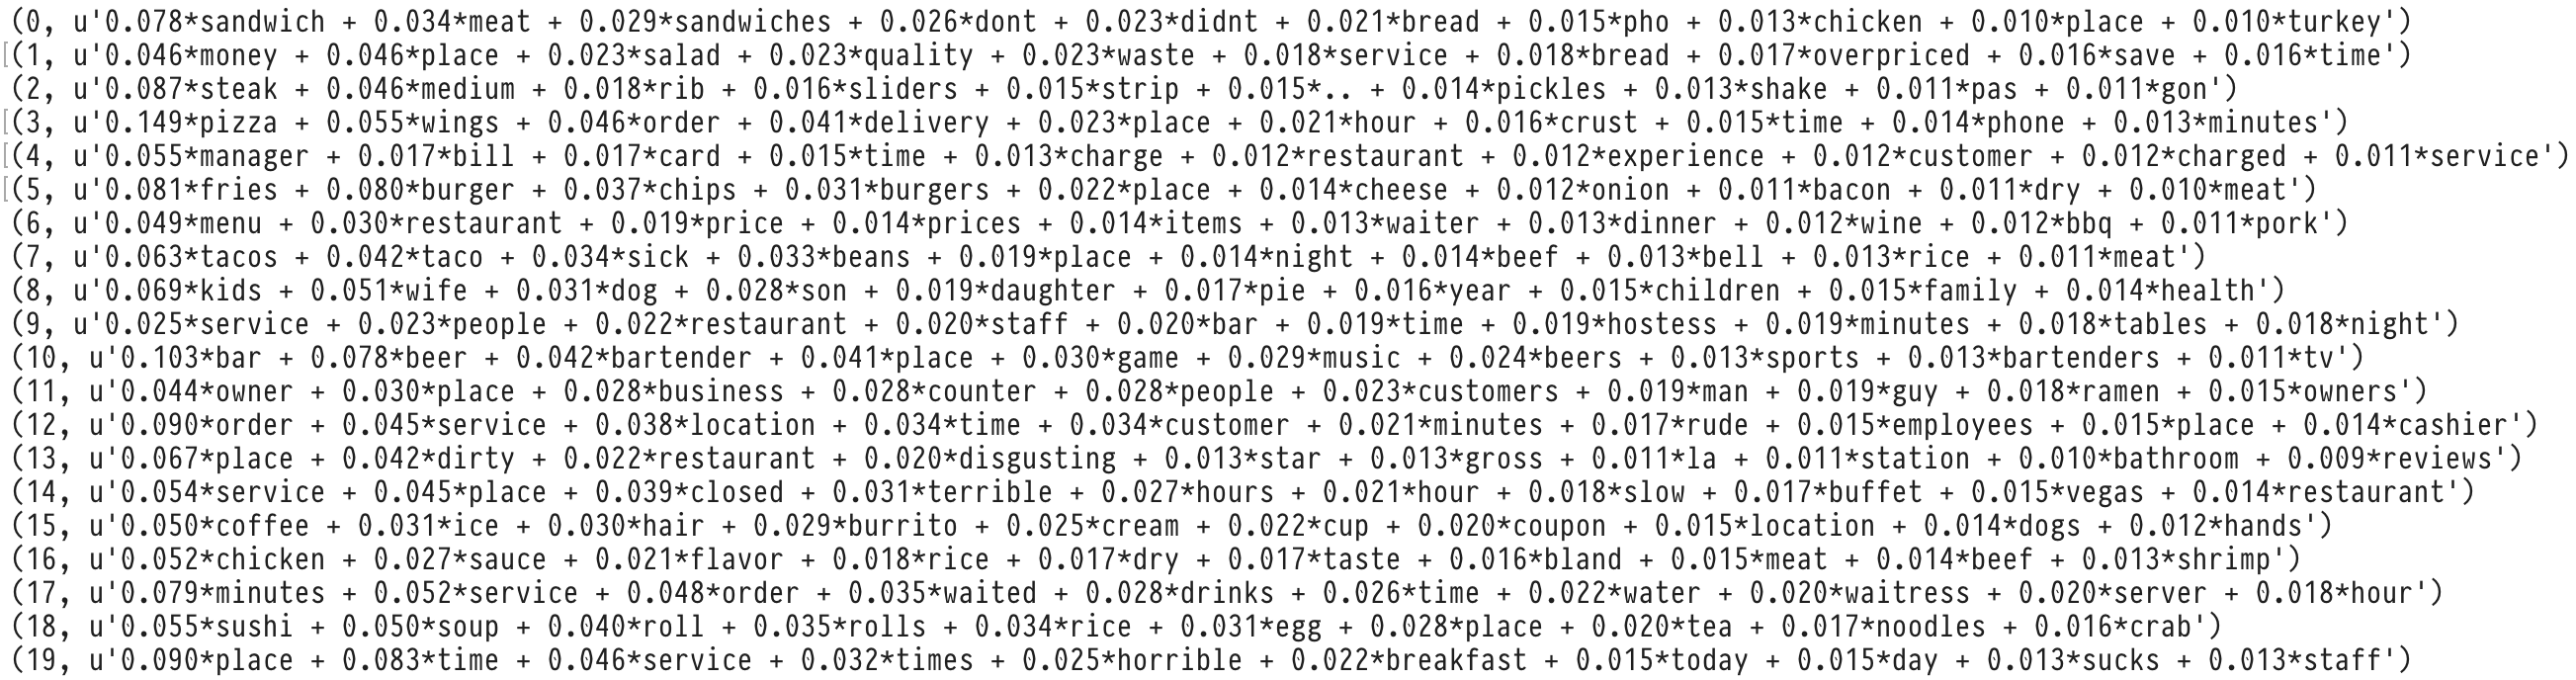 (0, u'0.078*sandwich + 0.034*meat + 0.029*sandwiches + 0.026*dont + 0.023*didnt + 0.021*bread + 0.015*pho + 0.013*chicken + 0.010*place + 0.010*turkey')
[(1, u'0.046*money + 0.046*place + 0.023*salad + 0.023*quality + 0.023*waste + 0.018*service + 0.018*bread + 0.017*overpriced + 0.016*save + 0.016*time')
(2, u'0.087*steak + 0.046*medium + 0.018*rib + 0.016*sliders + 0.015*strip + 0.015*.. + 0.014*pickles + 0.013*shake + 0.011*pas + 0.011*gon')
[(3, u'0.149*pizza + 0.055*wings + 0.046*order + 0.041*delivery + 0.023*place + 0.021*hour + 0.016*crust + 0.015*time + 0.014*phone + 0.013*minutes')
[(4, u'0.055*manager + 0.017*bill + 0.017*card + 0.015*time + 0.013*charge + 0.012*restaurant + 0.012*experience + 0.012*customer + 0.012*charged + 0.011*service')
[(5, u'0.081*fries + 0.080*burger + 0.037*chips + 0.031*burgers + 0.022*place + 0.014*cheese + 0.012*onion + 0.011*bacon + 0.011*dry + 0.010*meat')
(6, u'0.049*menu + 0.030*restaurant + 0.019*price + 0.014*prices + 0.014*items + 0.013*waiter + 0.013*dinner + 0.012*wine + 0.012*bbq + 0.011*pork')
(7, u'0.063*tacos + 0.042*taco + 0.034*sick + 0.033*beans + 0.019*place + 0.014*night + 0.014*beef + 0.013*bell + 0.013*rice + 0.011*meat')
(8, u'0.069*kids + 0.051*wife + 0.031*dog + 0.028*son + 0.019*daughter + 0.017*pie + 0.016*year + 0.015*children + 0.015*family + 0.014*health')
(9, u'0.025*service + 0.023*people + 0.022*restaurant + 0.020*staff + 0.020*bar + 0.019*time + 0.019*hostess + 0.019*minutes + 0.018*tables + 0.018*night')
(10, u'0.103*bar + 0.078*beer + 0.042*bartender + 0.041*place + 0.030*game + 0.029*music + 0.024*beers + 0.013*sports + 0.013*bartenders + 0.011*tv')
(11, u'0.044*owner + 0.030*place + 0.028*business + 0.028*counter + 0.028*people + 0.023*customers + 0.019*man + 0.019*guy + 0.018*ramen + 0.015*owners')
(12, u'0.090*order + 0.045*service + 0.038*location + 0.034*time + 0.034*customer + 0.021*minutes + 0.017*rude + 0.015*employees + 0.015*place + 0.014*cashier')
(13, u'0.067*place + 0.042*dirty + 0.022*restaurant + 0.020*disgusting + 0.013*star + 0.013*gross + 0.011*la + 0.011*station + 0.010*bathroom + 0.009*reviews')
(14, u'0.054*service + 0.045*place + 0.039*closed + 0.031*terrible + 0.027*hours + 0.021*hour + 0.018*slow + 0.017*buffet + 0.015*vegas + 0.014*restaurant')
(15, u'0.050*coffee + 0.031*ice + 0.030*hair + 0.029*burrito + 0.025*cream + 0.022*cup + 0.020*coupon + 0.015*location + 0.014*dogs + 0.012*hands')
(16, u'0.052*chicken + 0.027*sauce + 0.021*flavor + 0.018*rice + 0.017*dry + 0.017*taste + 0.016*bland + 0.015*meat + 0.014*beef + 0.013*shrimp')
(17, u'0.079*minutes + 0.052*service + 0.048*order + 0.035*waited + 0.028*drinks + 0.026*time + 0.022*water + 0.020*waitress + 0.020*server + 0.018*hour')
(18, u'0.055*sushi + 0.050*soup + 0.040*roll + 0.035*rolls + 0.034*rice + 0.031*egg + 0.028*place + 0.020*tea + 0.017*noodles + 0.016*crab')
(19, u'0.090*place + 0.083*time + 0.046*service + 0.032*times + 0.025*horrible + 0.022*breakfast + 0.015*today + 0.015*day + 0.013*sucks + 0.013*staff')